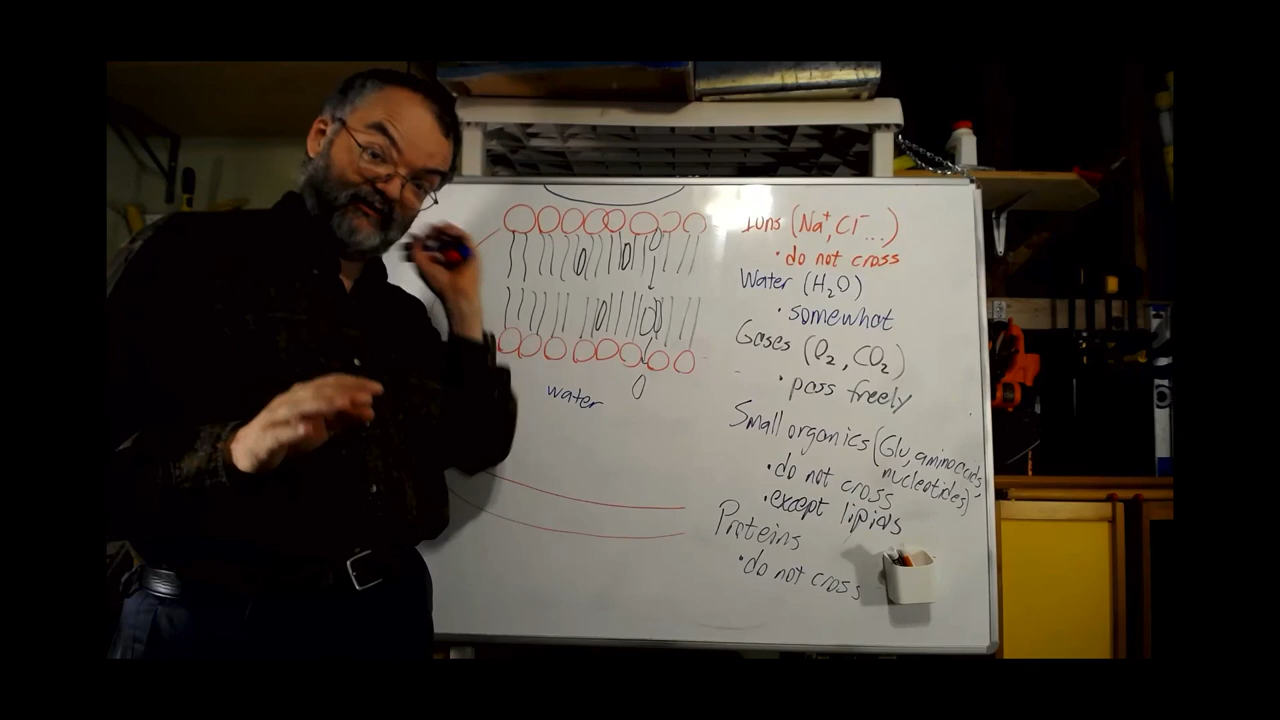 Ions (Na+, Cl-...)
• do not cross
Water (H₂O)
• somewhat
Gases (O₂, CO₂)
• pass freely
Small organics (Glu, amino acids,
nucleotides)
• do not cross
• except lipids
Proteins
• do not cross
water